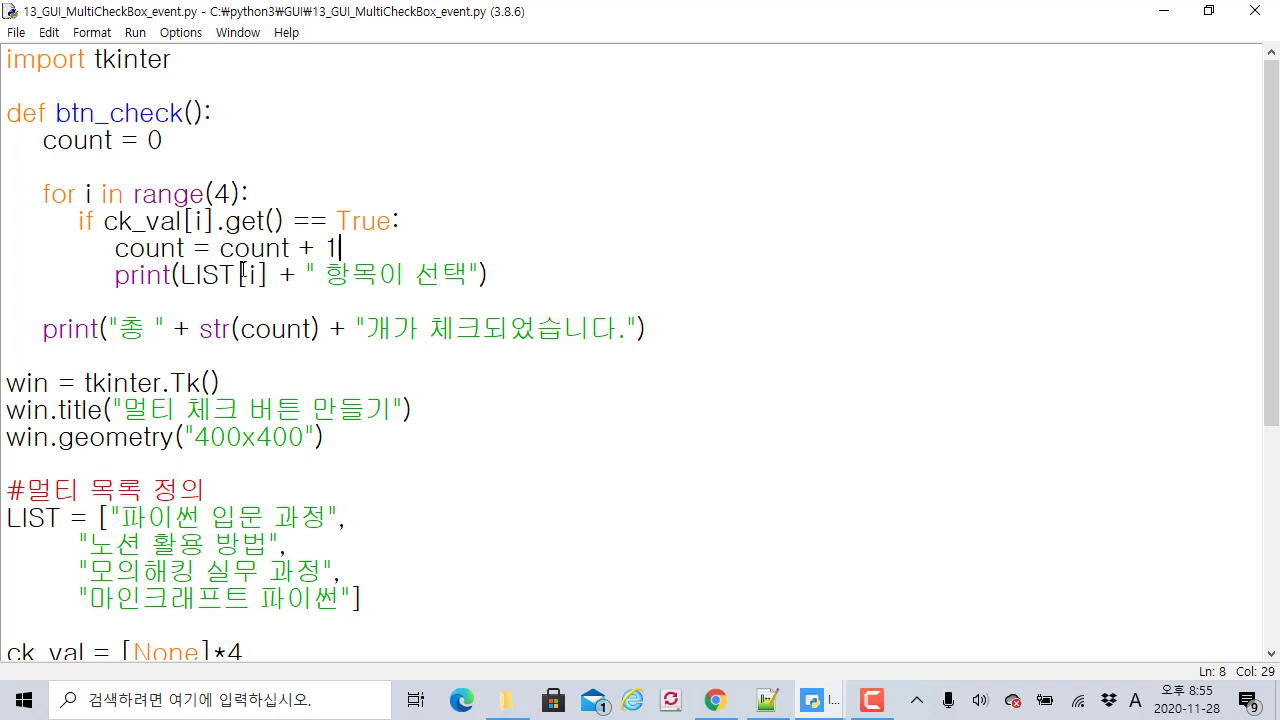 13_GUI_MultiCheckBox_event.py - C:₩python3₩GUI₩13_GUI_MultiCheckBox_event.py (3.8.6)
File Edit Format Run Options Window Help
import tkinter
def btn_check():
count = 0
for i in range(4):
if ck_val[i].get() == True:
count = count + 1
print(LIST[i] + " 항목이 선택")
print("총 " + str(count) + "개가 체크되었습니다.")
win = tkinter.Tk()
win.title("멀티 체크 버튼 만들기")
win.geometry("400x400")
#멀티 목록 정의
LIST = ["파이썬 입문 과정",
"노션 활용 방법",
"모의해킹 실무 과정",
"마인크래프트 파이썬"]
ck_val = [None]*4
Ln: 8 Col: 29
검색하려면 여기에 입력하십시오.
1
I...
A
오후 8:55
2020-11-28
9